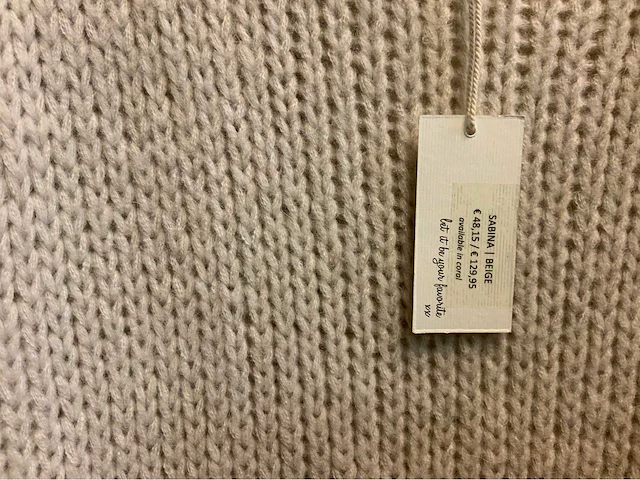 SABINA | BEIGE
€ 48,15 / € 129,95
available in coral
let it be your favorite
xx